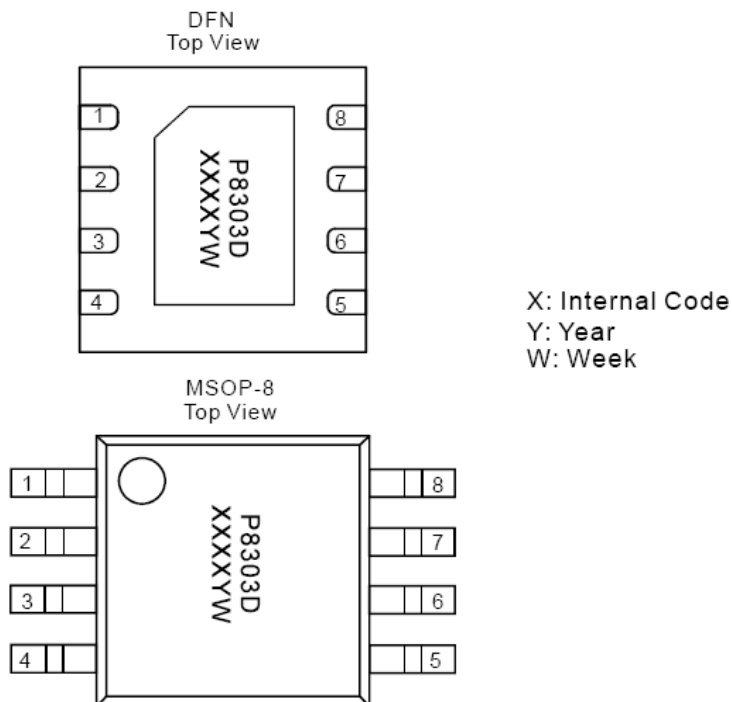 DFN
Top View
1
8
2
7
3
6
4
5
P8303D
XXXXYW
X: Internal Code
Y: Year
W: Week
MSOP-8
Top View
1
8
2
7
3
6
4
5
P8303D
XXXXYW